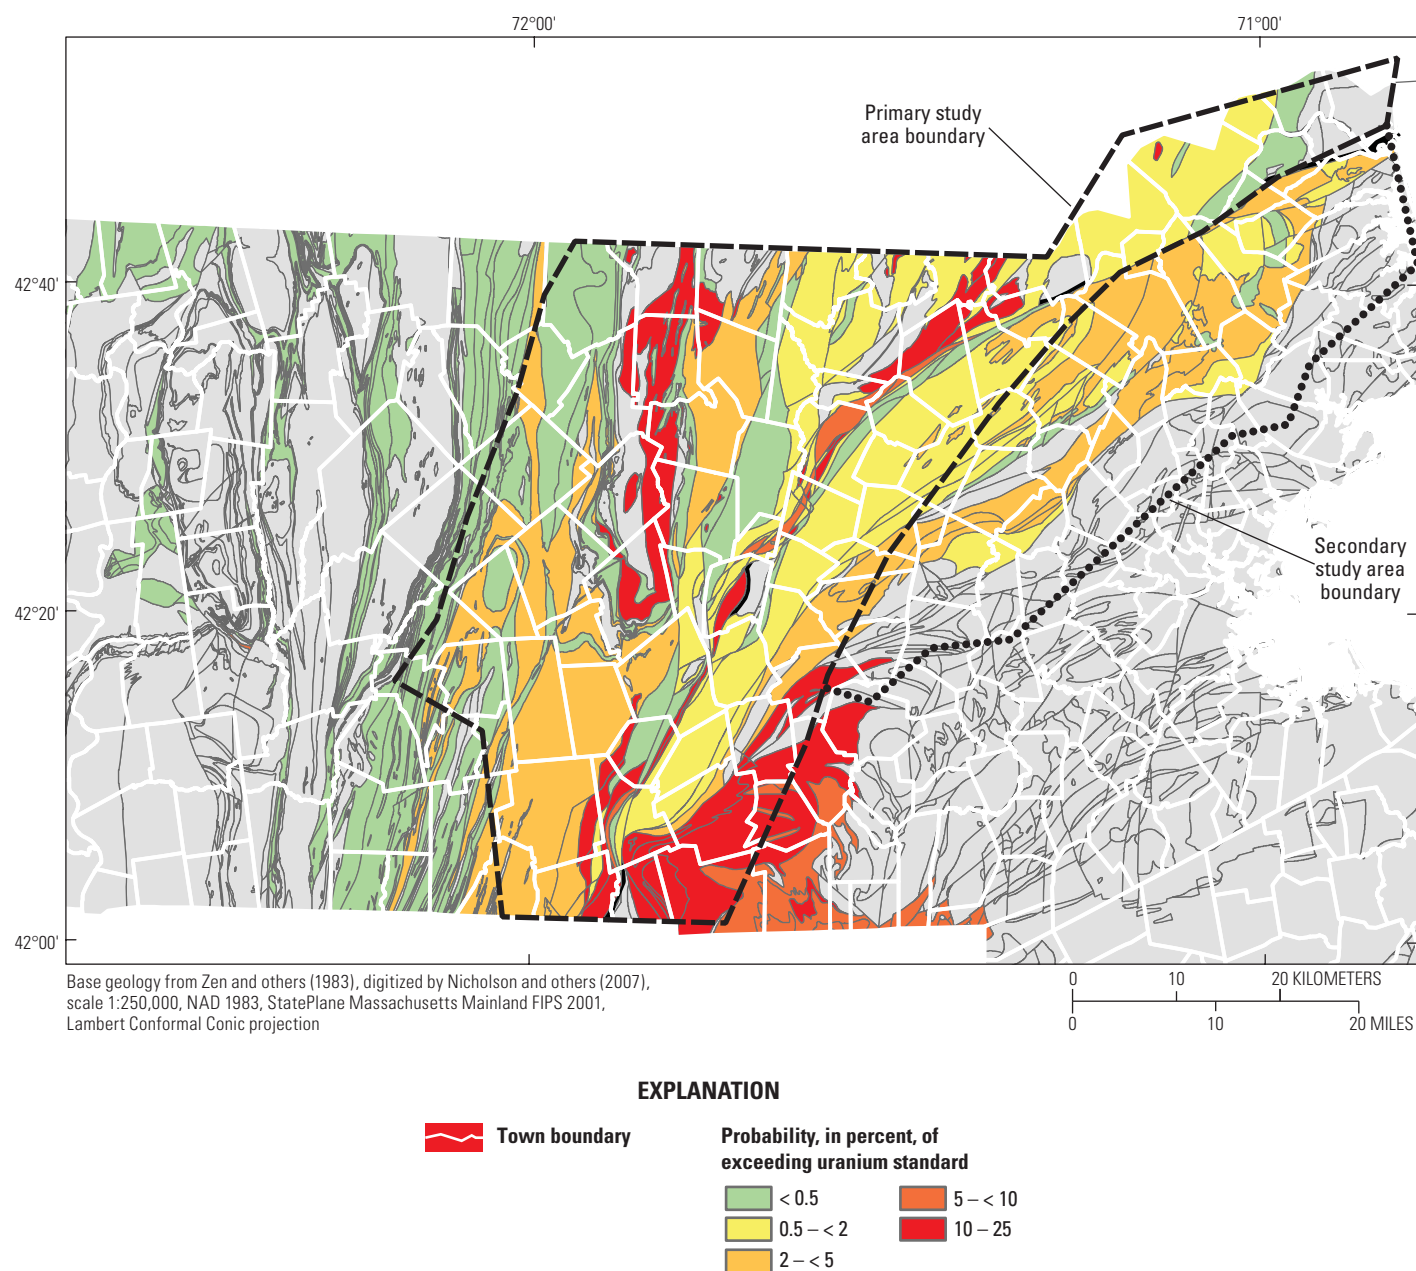 72°00'
71°00'
Primary study
area boundary
42°40'
Secondary
study area
boundary
42°20'
42°00'
Base geology from Zen and others (1983), digitized by Nicholson and others (2007),
scale 1:250,000, NAD 1983, StatePlane Massachusetts Mainland FIPS 2001,
Lambert Conformal Conic projection
0 10 20 KILOMETERS
0 10 20 MILES
EXPLANATION
Town boundary
Probability, in percent, of
exceeding uranium standard
< 0.5
0.5 – < 2
2 – < 5
5 – < 10
10 – 25